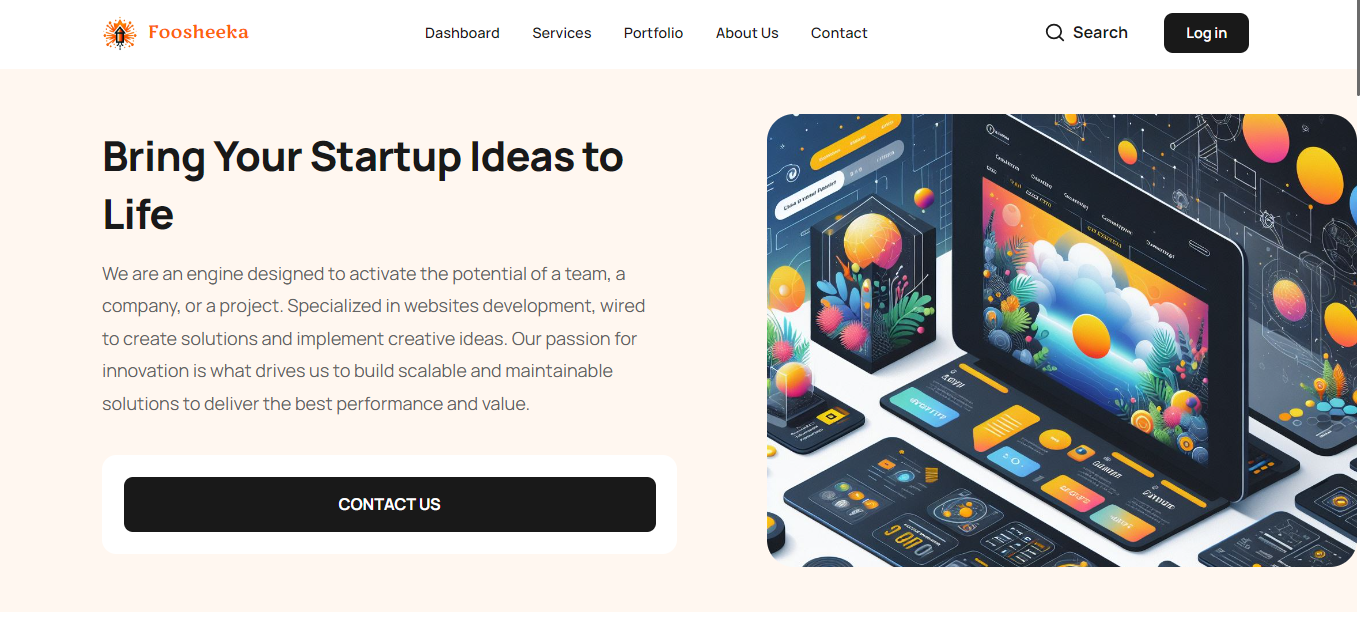 Foosheeka
Dashboard Services Portfolio About Us Contact
Search
Log in
Bring Your Startup Ideas to
Life
We are an engine designed to activate the potential of a team, a
company, or a project. Specialized in websites development, wired
to create solutions and implement creative ideas. Our passion for
innovation is what drives us to build scalable and maintainable
solutions to deliver the best performance and value.
CONTACT US